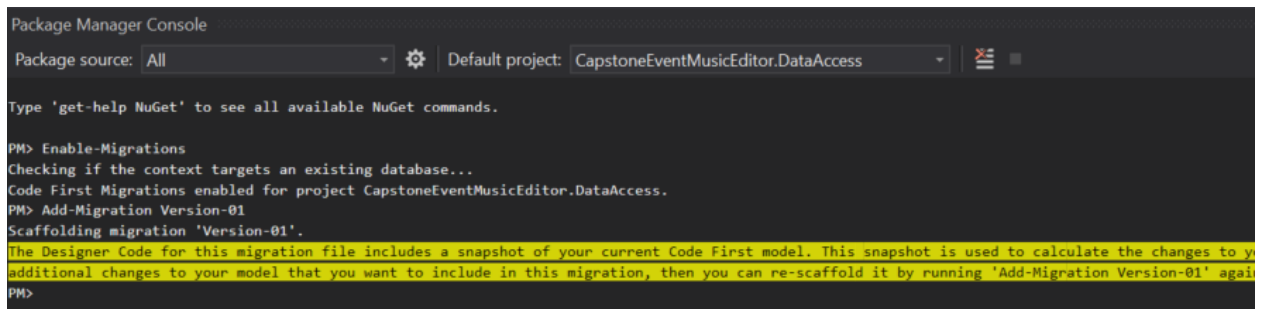 Package Manager Console
Package source: All Default project: CapstoneEventMusicEditor.DataAccess
Type 'get-help NuGet' to see all available NuGet commands.
PM> Enable-Migrations
Checking if the context targets an existing database...
Code First Migrations enabled for project CapstoneEventMusicEditor.DataAccess.
PM> Add-Migration Version-01
Scaffolding migration 'Version-01'.
The Designer Code for this migration file includes a snapshot of your current Code First model. This snapshot is used to calculate the changes to
additional changes to your model that you want to include in this migration, then you can re-scaffold it by running 'Add-Migration Version-01'
PM>